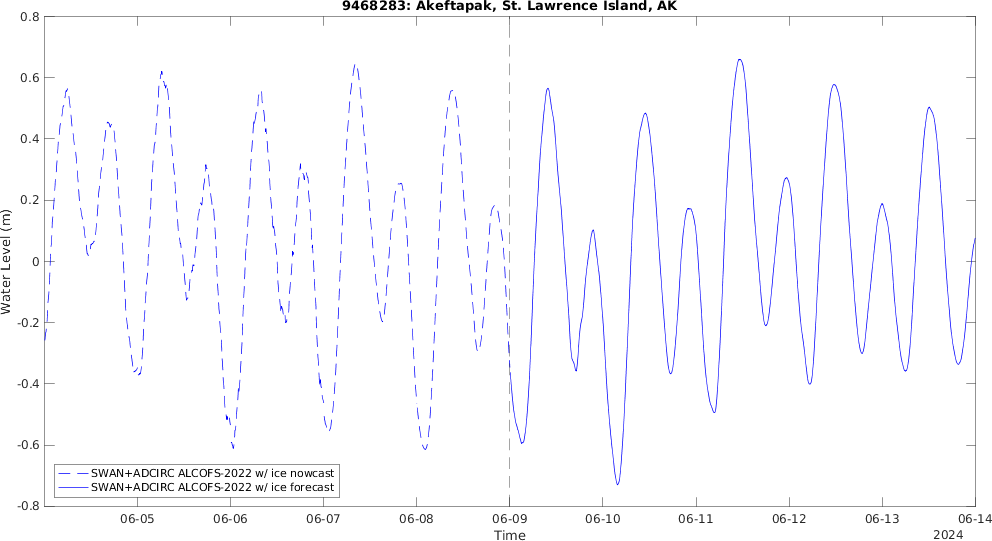 9468283: Akeftapak, St. Lawrence Island, AK
0.8
0.6
0.4
0.2
0
-0.2
-0.4
-0.6
-0.8
Water Level (m)
SWAN+ADCIRC ALCOFS-2022 w/ ice nowcast
SWAN+ADCIRC ALCOFS-2022 w/ ice forecast
06-05 06-06 06-07 06-08 06-09 06-10 06-11 06-12 06-13 06-14
Time
2024